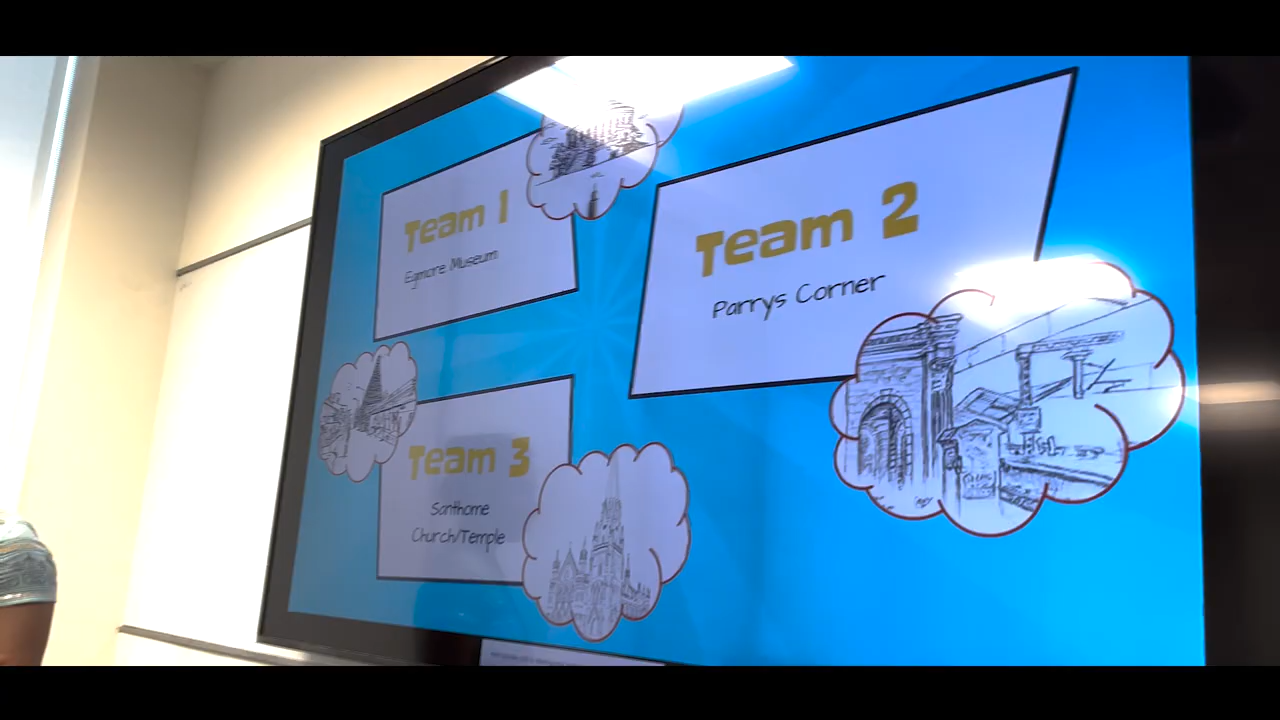 Team 1
Egmore Museum
Team 2
Parrys Corner
Team 3
Santhome
Church/Temple